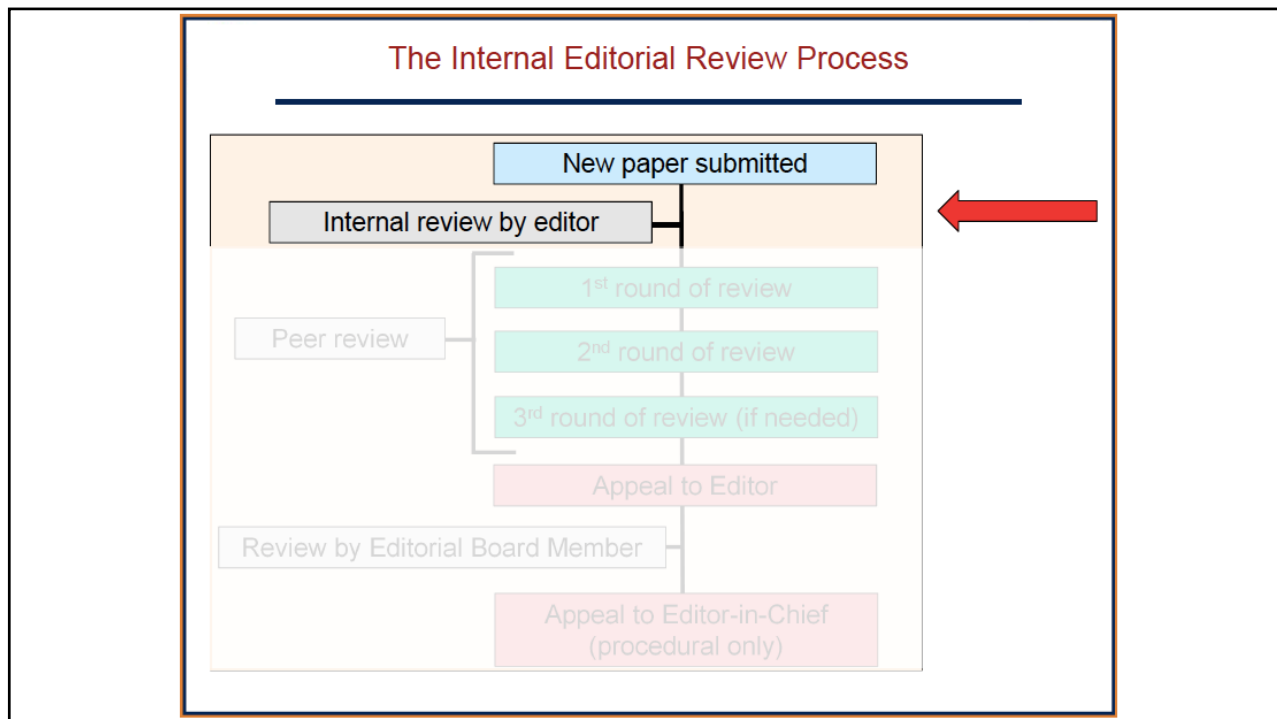 The Internal Editorial Review Process
New paper submitted
Internal review by editor
1st round of review
Peer review
2nd round of review
3rd round of review (if needed)
Appeal to Editor
Review by Editorial Board Member
Appeal to Editor-in-Chief
(procedural only)